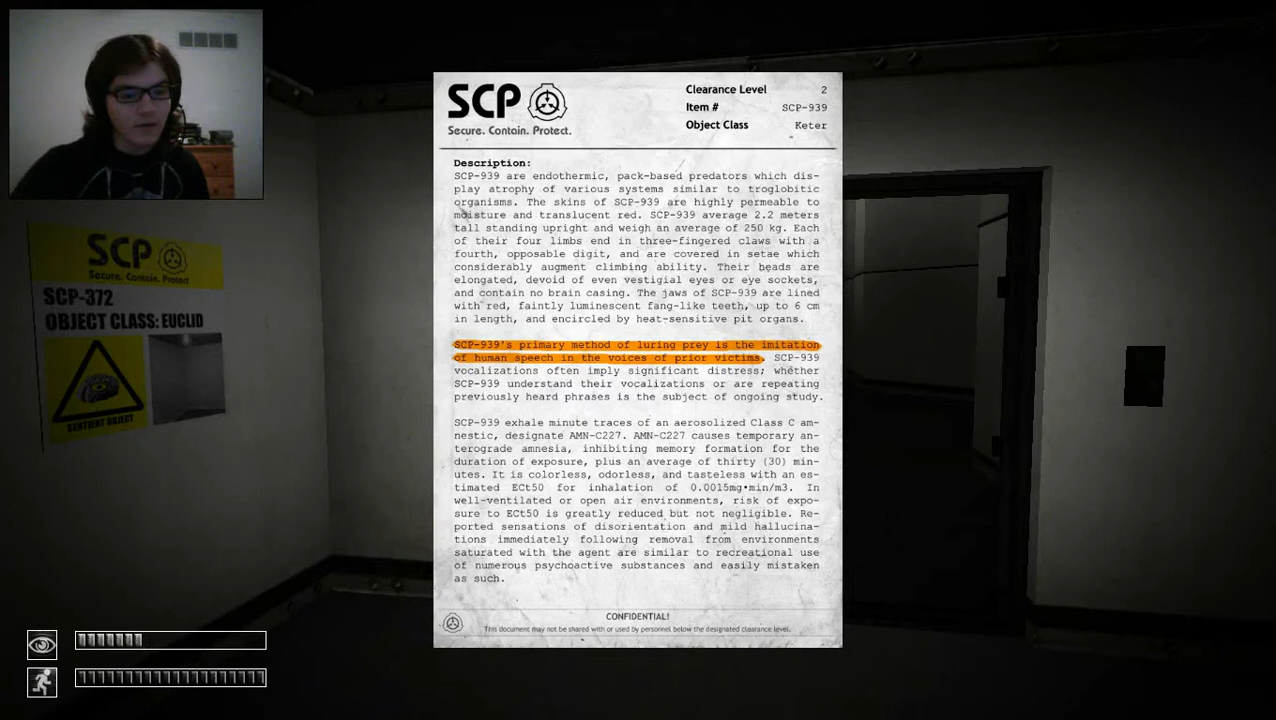 SCP
Secure. Contain. Protect.
Clearance Level 2
Item # SCP-939
Object Class Keter
Description:
SCP-939 are endothermic, pack-based predators which dis-
play atrophy of various systems similar to troglobitic
organisms. The skins of SCP-939 are highly permeable to
moisture and translucent red. SCP-939 average 2.2 meters
tall standing upright and weigh an average of 250 kg. Each
of their four limbs end in three-fingered claws with a
fourth, opposable digit, and are covered in setae which
considerably augment climbing ability. Their heads are
elongated, devoid of even vestigial eyes or eye sockets,
and contain no brain casing. The jaws of SCP-939 are lined
with red, faintly luminescent fang-like teeth, up to 6 cm
in length, and encircled by heat-sensitive pit organs.
SCP-939's primary method of luring prey is the imitation
of human speech in the voices of prior victims. SCP-939
vocalizations often imply significant distress; whether
SCP-939 understand their vocalizations or are repeating
previously heard phrases is the subject of ongoing study.
SCP-939 exhale minute traces of an aerosolized Class C am-
nestic, designate AMN-C227. AMN-C227 causes temporary an-
terograde amnesia, inhibiting memory formation for the
duration of exposure, plus an average of thirty (30) min-
utes. It is colorless, odorless, and tasteless with an es-
timated ECt50 for inhalation of 0.0015mg•min/m3. In
well-ventilated or open air environments, risk of expo-
sure to ECt50 is greatly reduced but not negligible. Re-
ported sensations of disorientation and mild hallucina-
tions immediately following removal from environments
saturated with the agent are similar to recreational use
of numerous psychoactive substances and easily mistaken
as such.
CONFIDENTIAL!
This document may not be shared with or used by personnel below the designated clearance level.
SCP
Secure. Contain. Protect
SCP-372
OBJECT CLASS: EUCLID
SENTIENT OBJECT